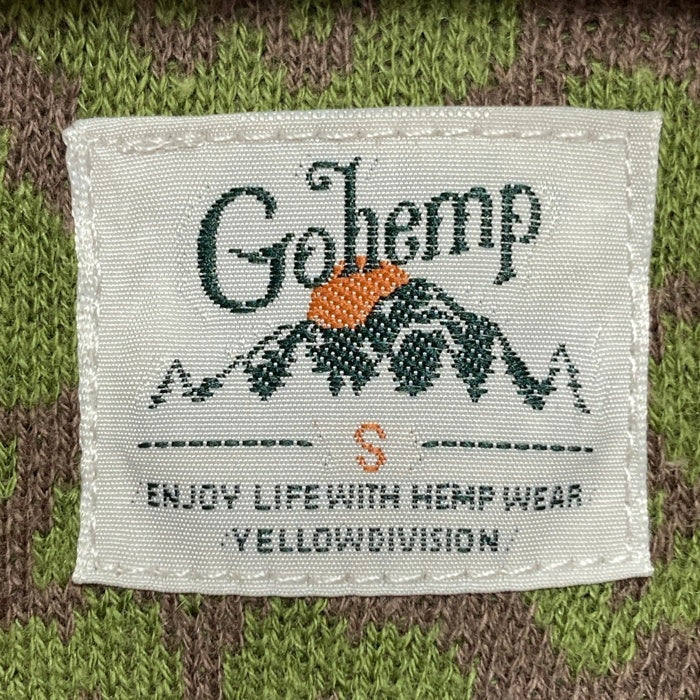 Gohemp
S
ENJOY LIFE WITH HEMP WEAR
YELLOWDIVISION